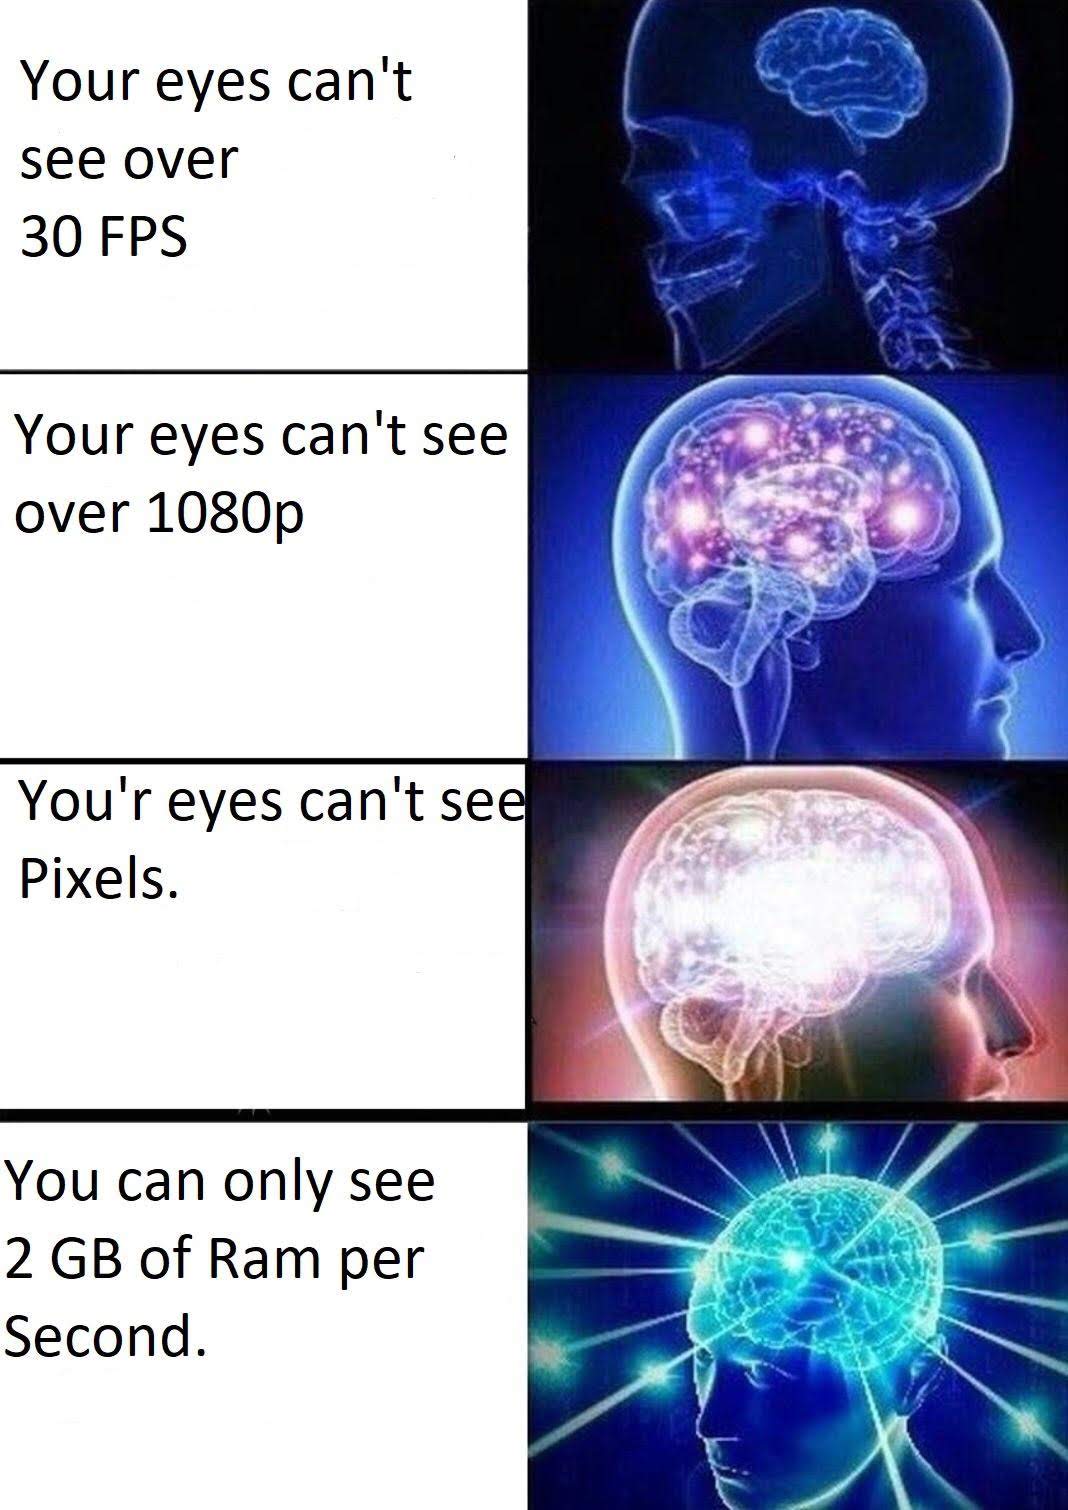 Your eyes can't
see over
30 FPS
Your eyes can't see
over 1080p
You'r eyes can't see
Pixels.
You can only see
2 GB of Ram per
Second.